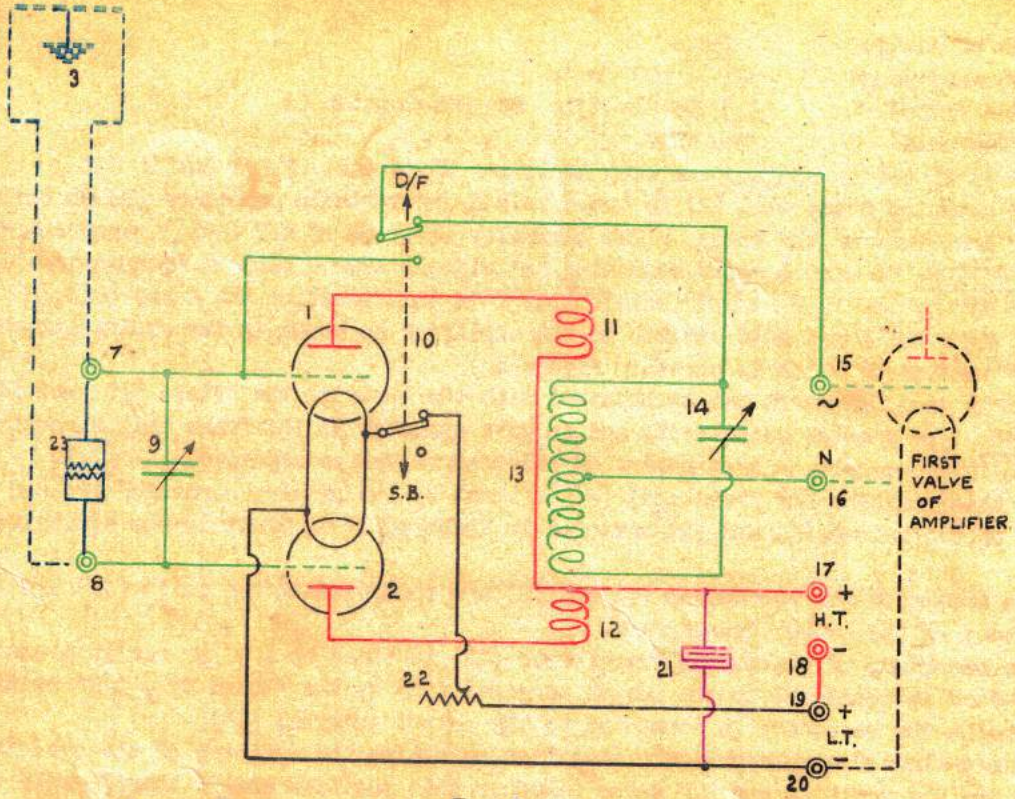 3
D/F
1
11
7
10
15
~
14
23
9
N
13
16
S.B.
FIRST
VALVE
OF
AMPLIFIER.
8
2
17
+
H.T.
12
-
18
21
22
19
+
L.T.
-
20